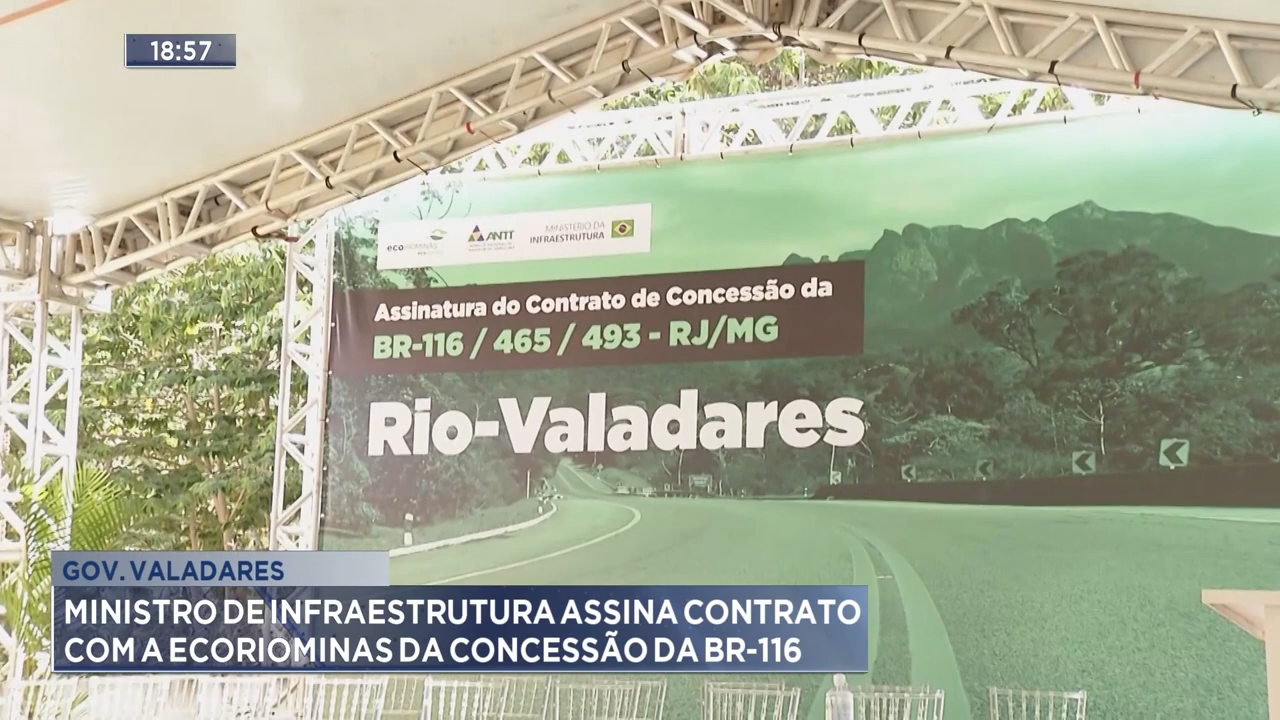 18:57
ecoRIOMINAS
ANTT
MINISTÉRIO DA
INFRAESTRUTURA
Assinatura do Contrato de Concessão da
BR-116 / 465 / 493 - RJ/MG
Rio-Valadares
GOV. VALADARES
MINISTRO DE INFRAESTRUTURA ASSINA CONTRATO
COM A ECORIOMINAS DA CONCESSÃO DA BR-116